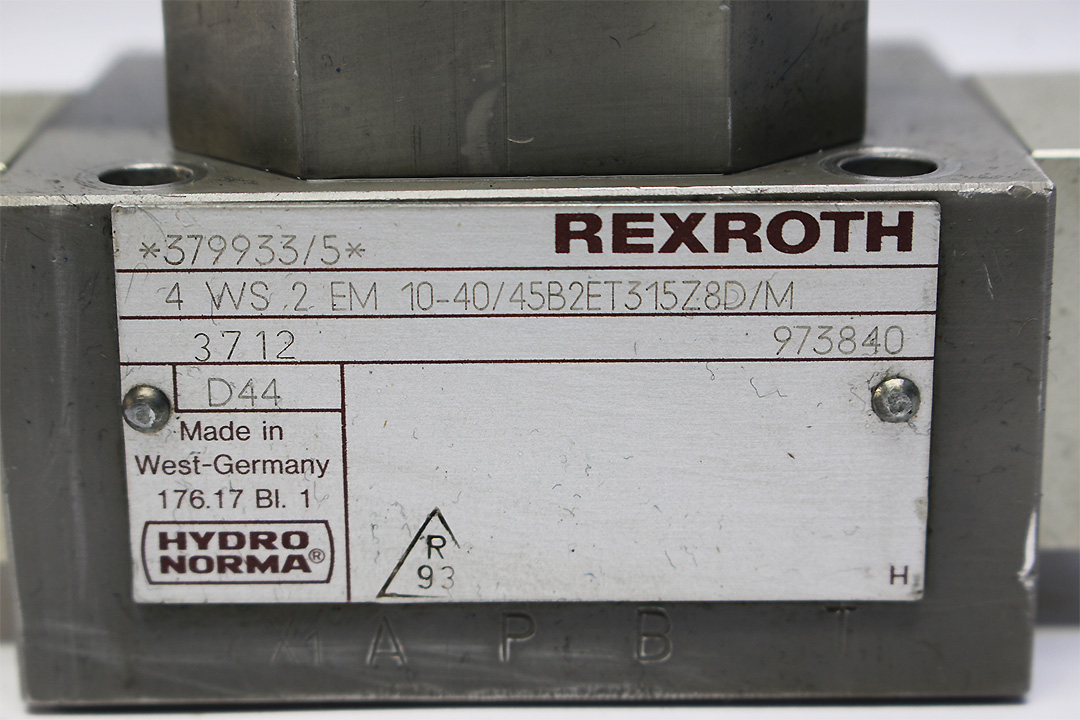 *379933/5*
REXROTH
4 WS 2 EM 10-40/45B2ET315Z8D/M
3712
973840
D44
Made in
West-Germany
176.17 Bl. 1
HYDRO
NORMA®
R
93
H
X1 A P B T